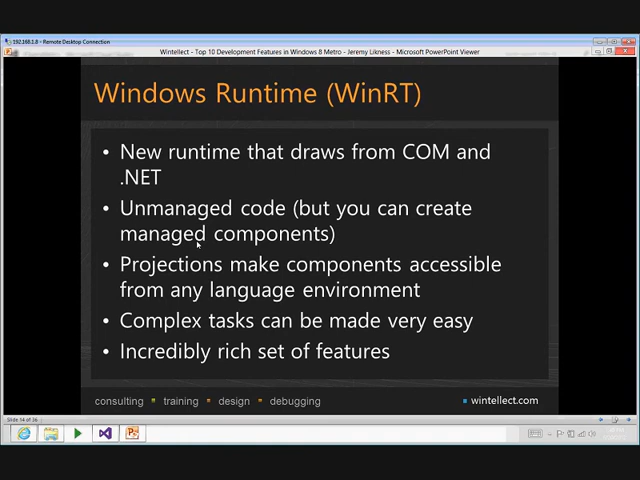 192.168.1.8 - Remote Desktop Connection
Wintellect - Top 10 Development Features in Windows 8 Metro - Jeremy Likness - Microsoft PowerPoint Viewer
Windows Runtime (WinRT)
• New runtime that draws from COM and
.NET
• Unmanaged code (but you can create
managed components)
• Projections make components accessible
from any language environment
• Complex tasks can be made very easy
• Incredibly rich set of features
consulting training design debugging
wintellect.com
Slide 14 of 36